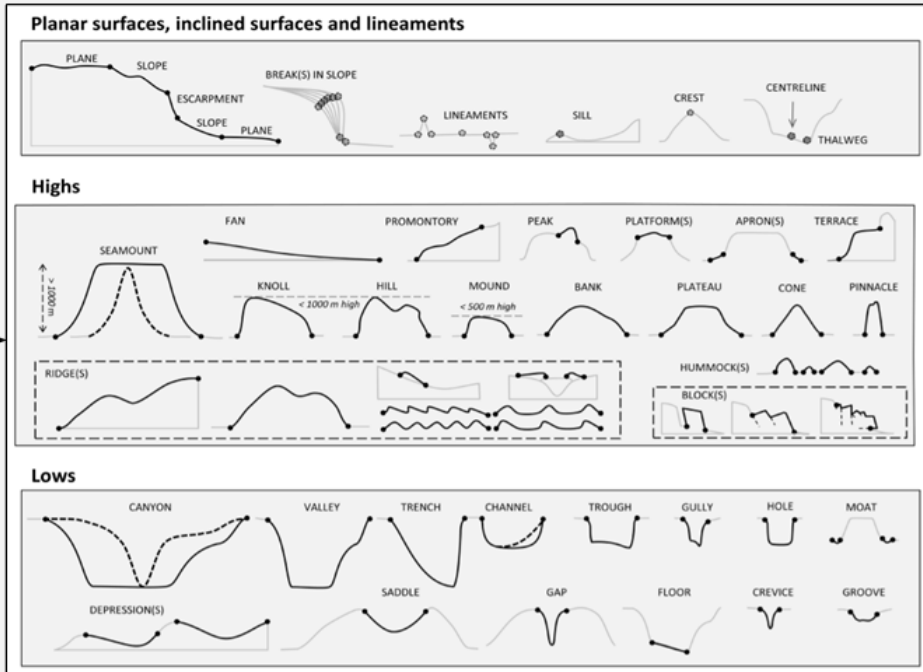 Planar surfaces, inclined surfaces and lineaments
PLANE
SLOPE
ESCARPMENT
SLOPE
PLANE
BREAK(S) IN SLOPE
LINEAMENTS
SILL
CREST
CENTRELINE
THALWEG
Highs
SEAMOUNT
> 1000 m
FAN
PROMONTORY
PEAK
PLATFORM(S)
APRON(S)
TERRACE
KNOLL
< 1000 m high
HILL
MOUND
< 500 m high
BANK
PLATEAU
CONE
PINNACLE
RIDGE(S)
HUMMOCK(S)
BLOCK(S)
Lows
CANYON
VALLEY
TRENCH
CHANNEL
TROUGH
GULLY
HOLE
MOAT
DEPRESSION(S)
SADDLE
GAP
FLOOR
CREVICE
GROOVE